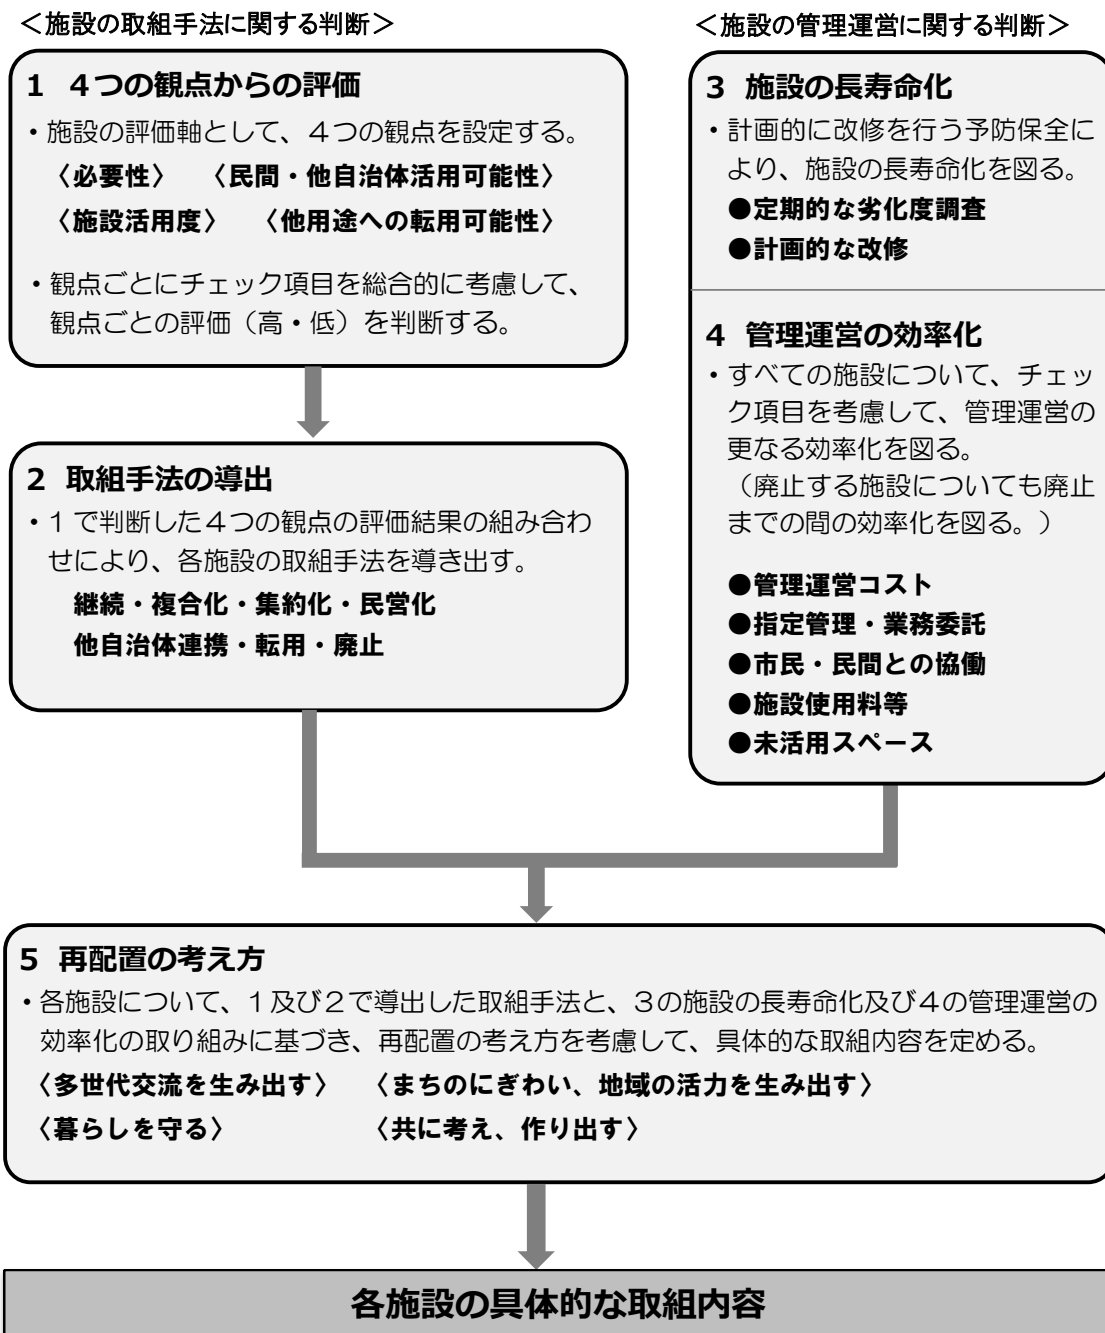 ＜施設の取組手法に関する判断＞
1 ４つの観点からの評価
・施設の評価軸として、４つの観点を設定する。
〈必要性〉 〈民間・他自治体活用可能性〉
〈施設活用度〉 〈他用途への転用可能性〉
・観点ごとにチェック項目を総合的に考慮して、
観点ごとの評価（高・低）を判断する。
2 取組手法の導出
・１で判断した４つの観点の評価結果の組み合わ
せにより、各施設の取組手法を導き出す。
継続・複合化・集約化・民営化
他自治体連携・転用・廃止
＜施設の管理運営に関する判断＞
3 施設の長寿命化
・計画的に改修を行う予防保全に
より、施設の長寿命化を図る。
●定期的な劣化度調査
●計画的な改修
4 管理運営の効率化
・すべての施設について、チェッ
ク項目を考慮して、管理運営の
更なる効率化を図る。
（廃止する施設についても廃止
までの間の効率化を図る。）
●管理運営コスト
●指定管理・業務委託
●市民・民間との協働
●施設使用料等
●未活用スペース
5 再配置の考え方
・各施設について、１及び２で導出した取組手法と、３の施設の長寿命化及び４の管理運営の
効率化の取り組みに基づき、再配置の考え方を考慮して、具体的な取組内容を定める。
〈多世代交流を生み出す〉 〈まちのにぎわい、地域の活力を生み出す〉
〈暮らしを守る〉 〈共に考え、作り出す〉
各施設の具体的な取組内容